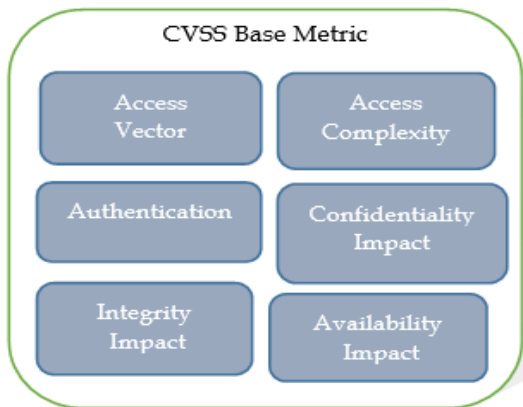 CVSS Base Metric
Access
Vector
Access
Complexity
Authentication
Confidentiality
Impact
Integrity
Impact
Availability
Impact